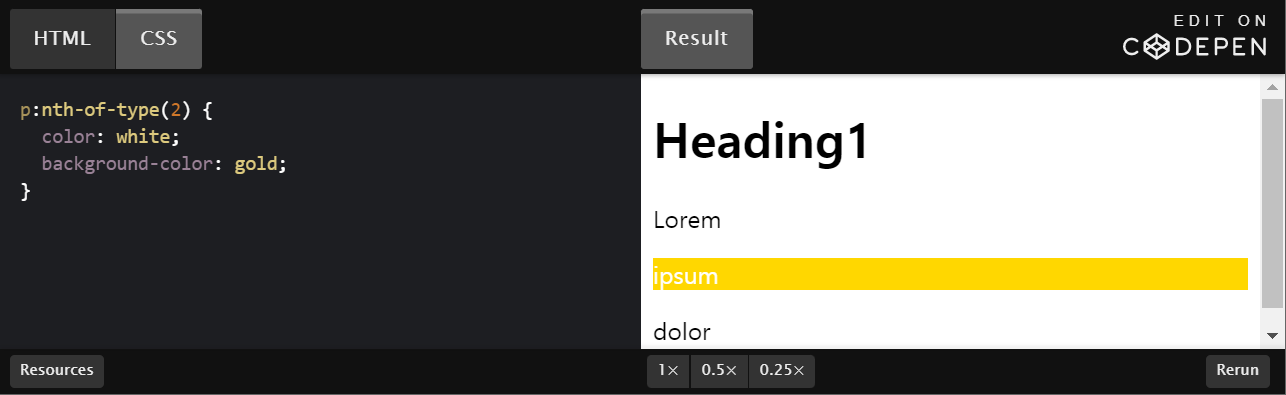 HTML CSS
p:nth-of-type(2) {
  color: white;
  background-color: gold;
}
Resources
Result
EDIT ON
CODEPEN
Heading1
Lorem
ipsum
dolor
1× 0.5× 0.25×
Rerun